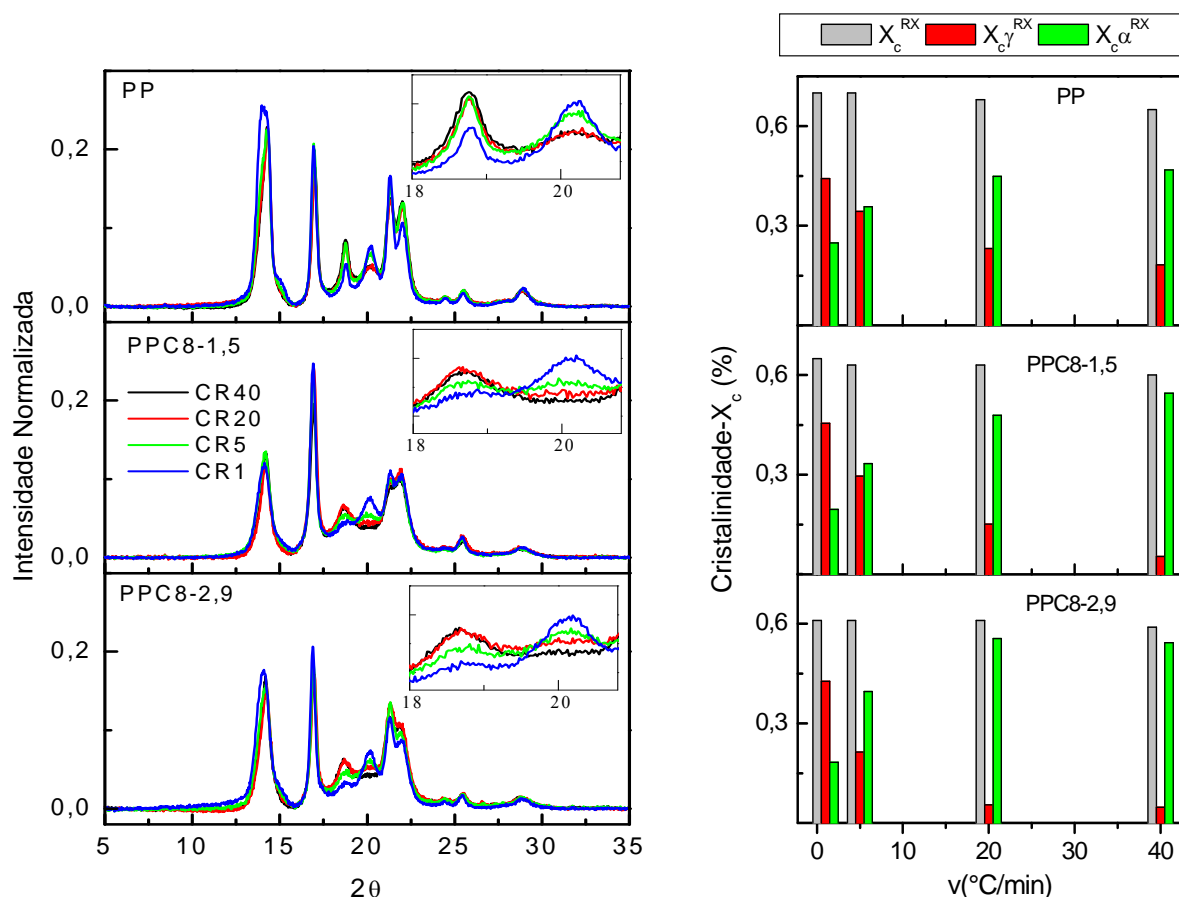 X_c^RX X_cγ^RX X_cα^RX
PP
0,2
0,0
18 20
PPC8-1,5
CR40
CR20
CR5
CR1
0,2
0,0
18 20
PPC8-2,9
0,2
0,0
18 20
5 10 15 20 25 30 35
2θ
Intensidade Normalizada
PP
0,6
0,3
PPC8-1,5
0,6
0,3
PPC8-2,9
0,6
0,3
0 10 20 30 40
v(°C/min)
Cristalinidade-X_c (%)